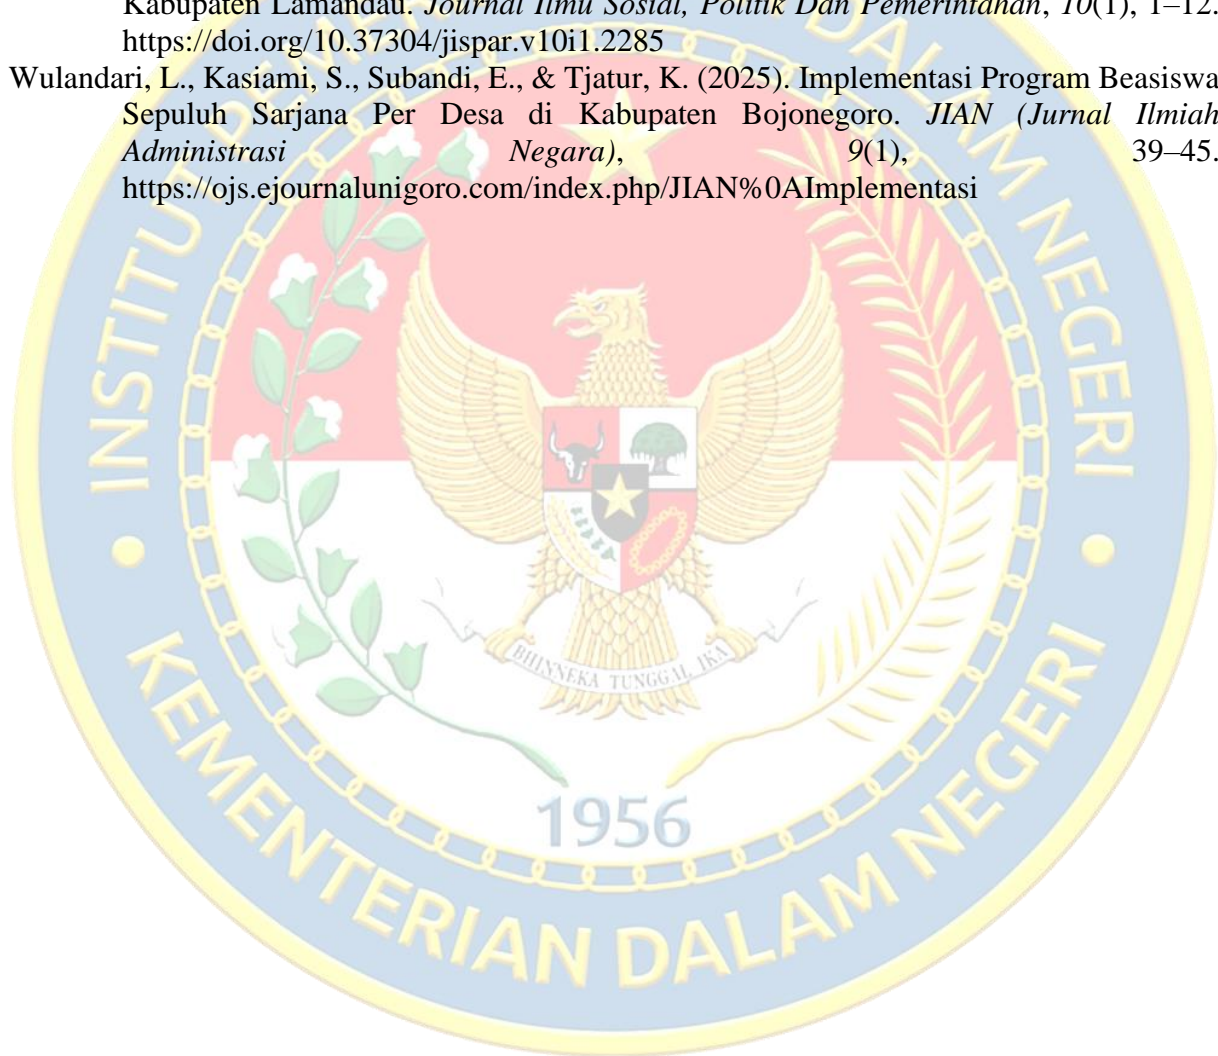 Kabupaten Lamandau. Journal Ilmu Sosial, Politik Dan Pemerintahan, 10(1), 1–12.
https://doi.org/10.37304/jispar.v10i1.2285
Wulandari, L., Kasiami, S., Subandi, E., & Tjatur, K. (2025). Implementasi Program Beasiswa
Sepuluh Sarjana Per Desa di Kabupaten Bojonegoro. JIAN (Jurnal Ilmiah
Administrasi Negara), 9(1), 39–45.
https://ojs.ejournalunigoro.com/index.php/JIAN%0AImplementasi
INSTITUT DALAM NEGERI
BHINNEKA TUNGGAL IKA
1956
KEMENTERIAN DALAM NEGERI